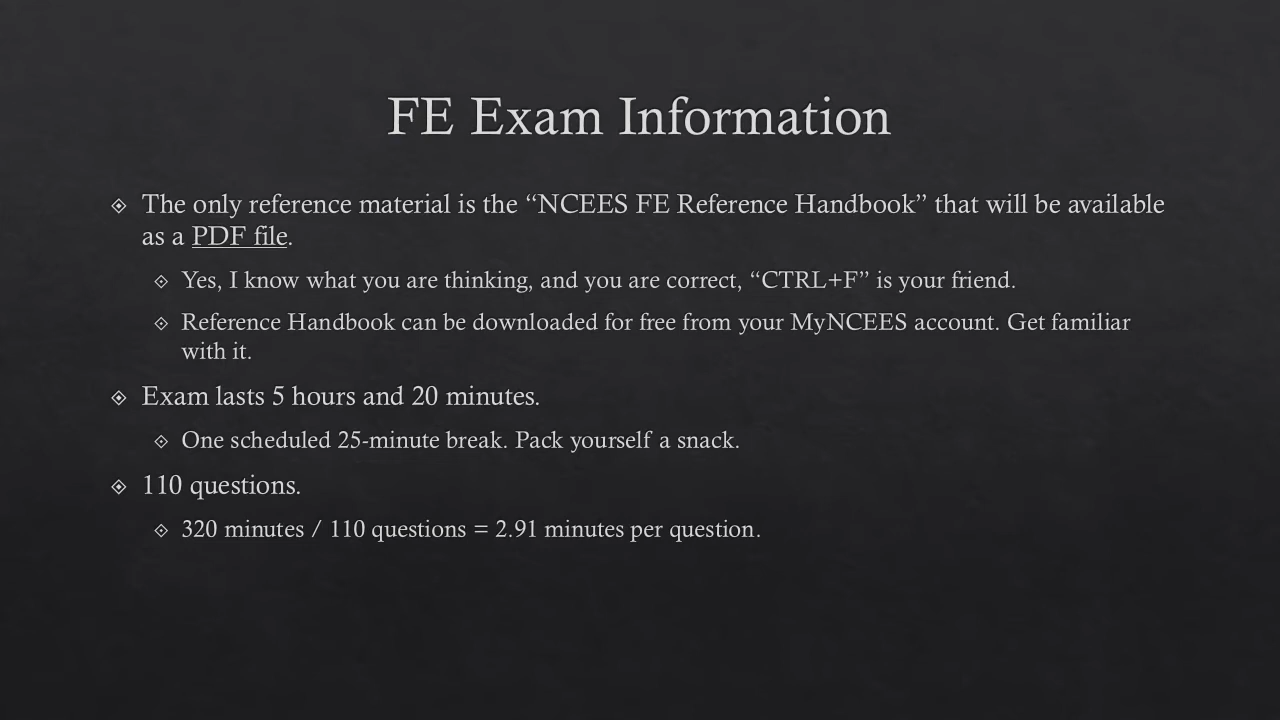 FE Exam Information
The only reference material is the “NCEES FE Reference Handbook” that will be available
as a PDF file.
Yes, I know what you are thinking, and you are correct, “CTRL+F” is your friend.
Reference Handbook can be downloaded for free from your MyNCEES account. Get familiar
with it.
Exam lasts 5 hours and 20 minutes.
One scheduled 25-minute break. Pack yourself a snack.
110 questions.
320 minutes / 110 questions = 2.91 minutes per question.